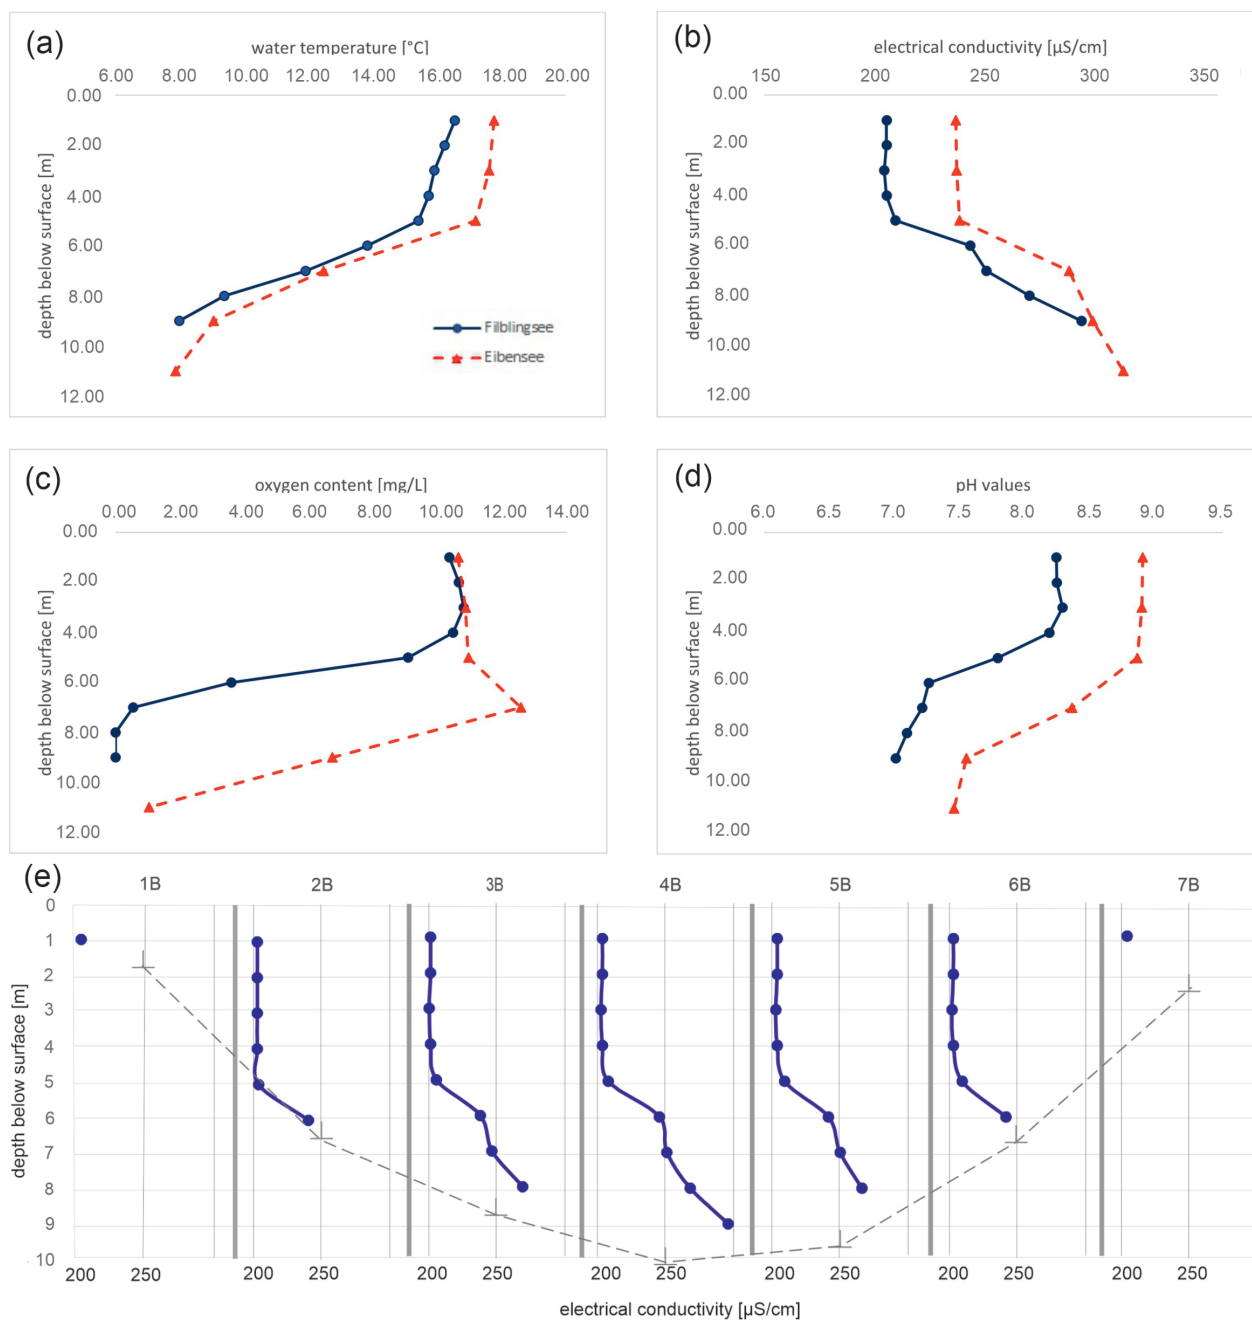 (a)
water temperature [°C]
6.00 8.00 10.00 12.00 14.00 16.00 18.00 20.00
0.00
2.00
4.00
6.00
8.00
10.00
12.00
depth below surface [m]
Filblingsee
Eibensee
(b)
electrical conductivity [µS/cm]
150 200 250 300 350
0.00
2.00
4.00
6.00
8.00
10.00
12.00
depth below surface [m]
(c)
oxygen content [mg/L]
0.00 2.00 4.00 6.00 8.00 10.00 12.00 14.00
0.00
2.00
4.00
6.00
8.00
10.00
12.00
depth below surface [m]
(d)
pH values
6.0 6.5 7.0 7.5 8.0 8.5 9.0 9.5
0.00
2.00
4.00
6.00
8.00
10.00
12.00
depth below surface [m]
(e)
1B 2B 3B 4B 5B 6B 7B
0
1
2
3
4
5
6
7
8
9
10
depth below surface [m]
200 250 200 250 200 250 200 250 200 250 200 250 200 250
electrical conductivity [µS/cm]